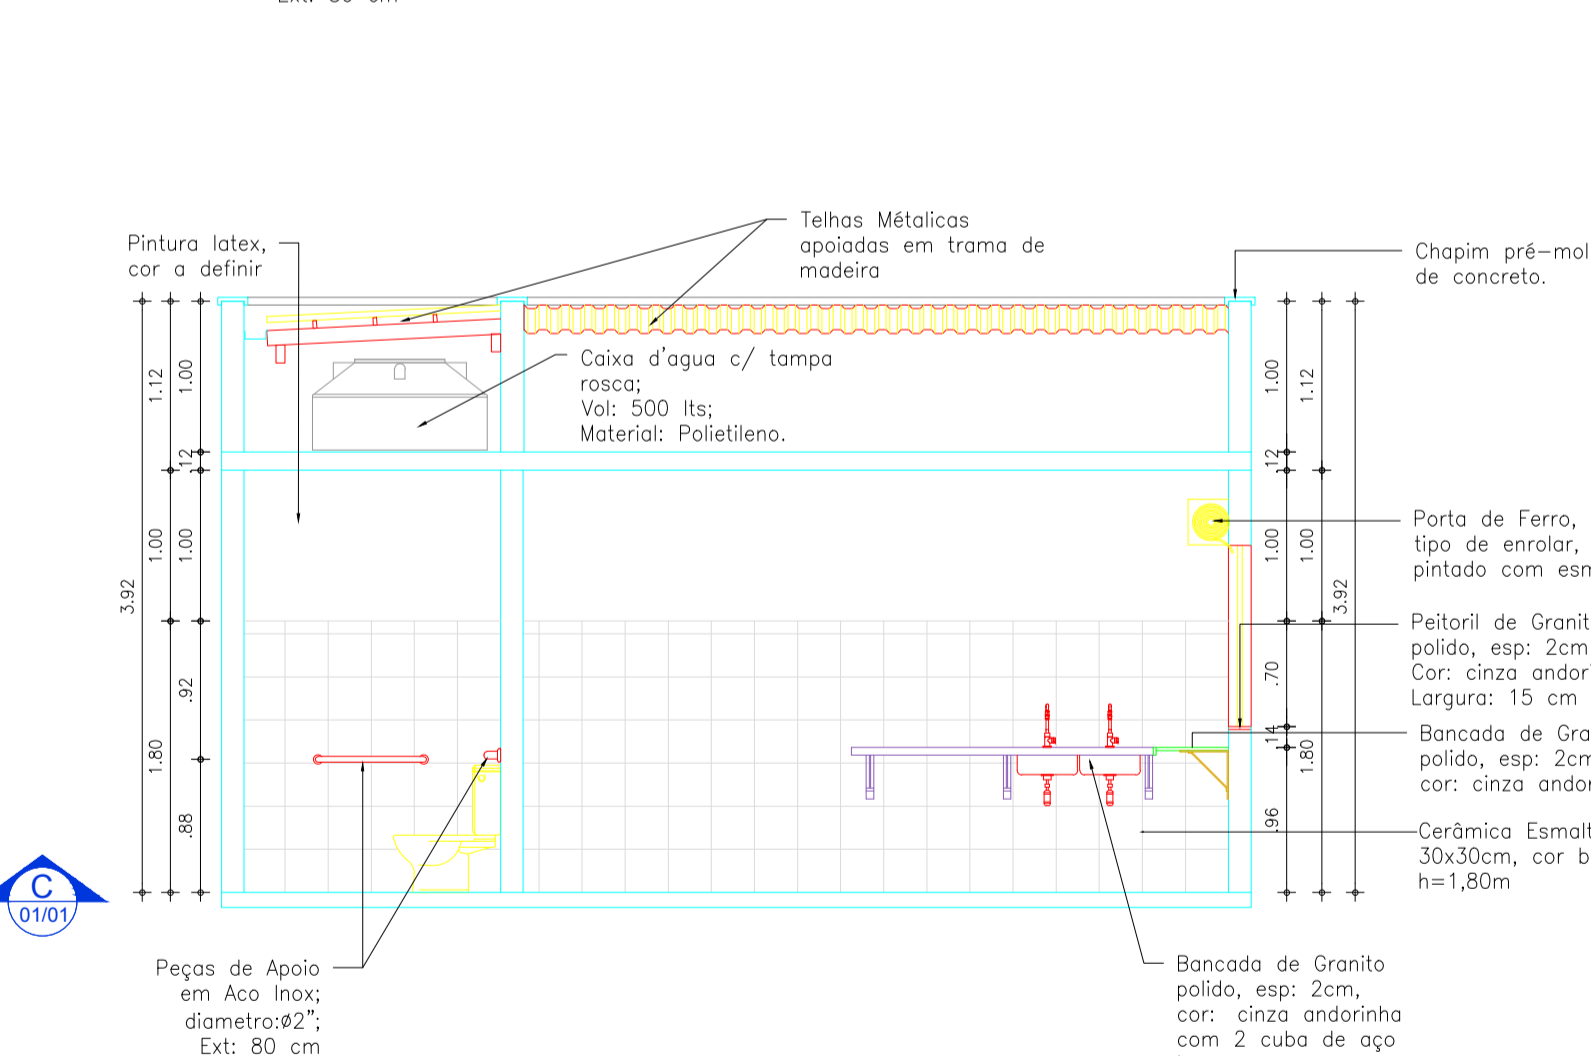 Ext: 80 cm
Telhas Métalicas
apoiadas em trama de
madeira
Pintura latex,
cor a definir
Chapim pré-mol
de concreto.
Caixa d'agua c/ tampa
rosca;
Vol: 500 lts;
Material: Polietileno.
1.12
1.00
.12
1.00
1.00
3.92
.92
1.80
.88
1.00
1.12
.12
1.00
1.00
3.92
.70
.14
1.80
.96
Porta de Ferro,
tipo de enrolar,
pintado com esm
Peitoril de Granit
polido, esp: 2cm
Cor: cinza andor
Largura: 15 cm
Bancada de Gra
polido, esp: 2cm
cor: cinza andor
Cerâmica Esmalt
30x30cm, cor b
h=1,80m
C
01/01
Peças de Apoio
em Aco Inox;
diametro:ø2";
Ext: 80 cm
Bancada de Granito
polido, esp: 2cm,
cor: cinza andorinha
com 2 cuba de aço